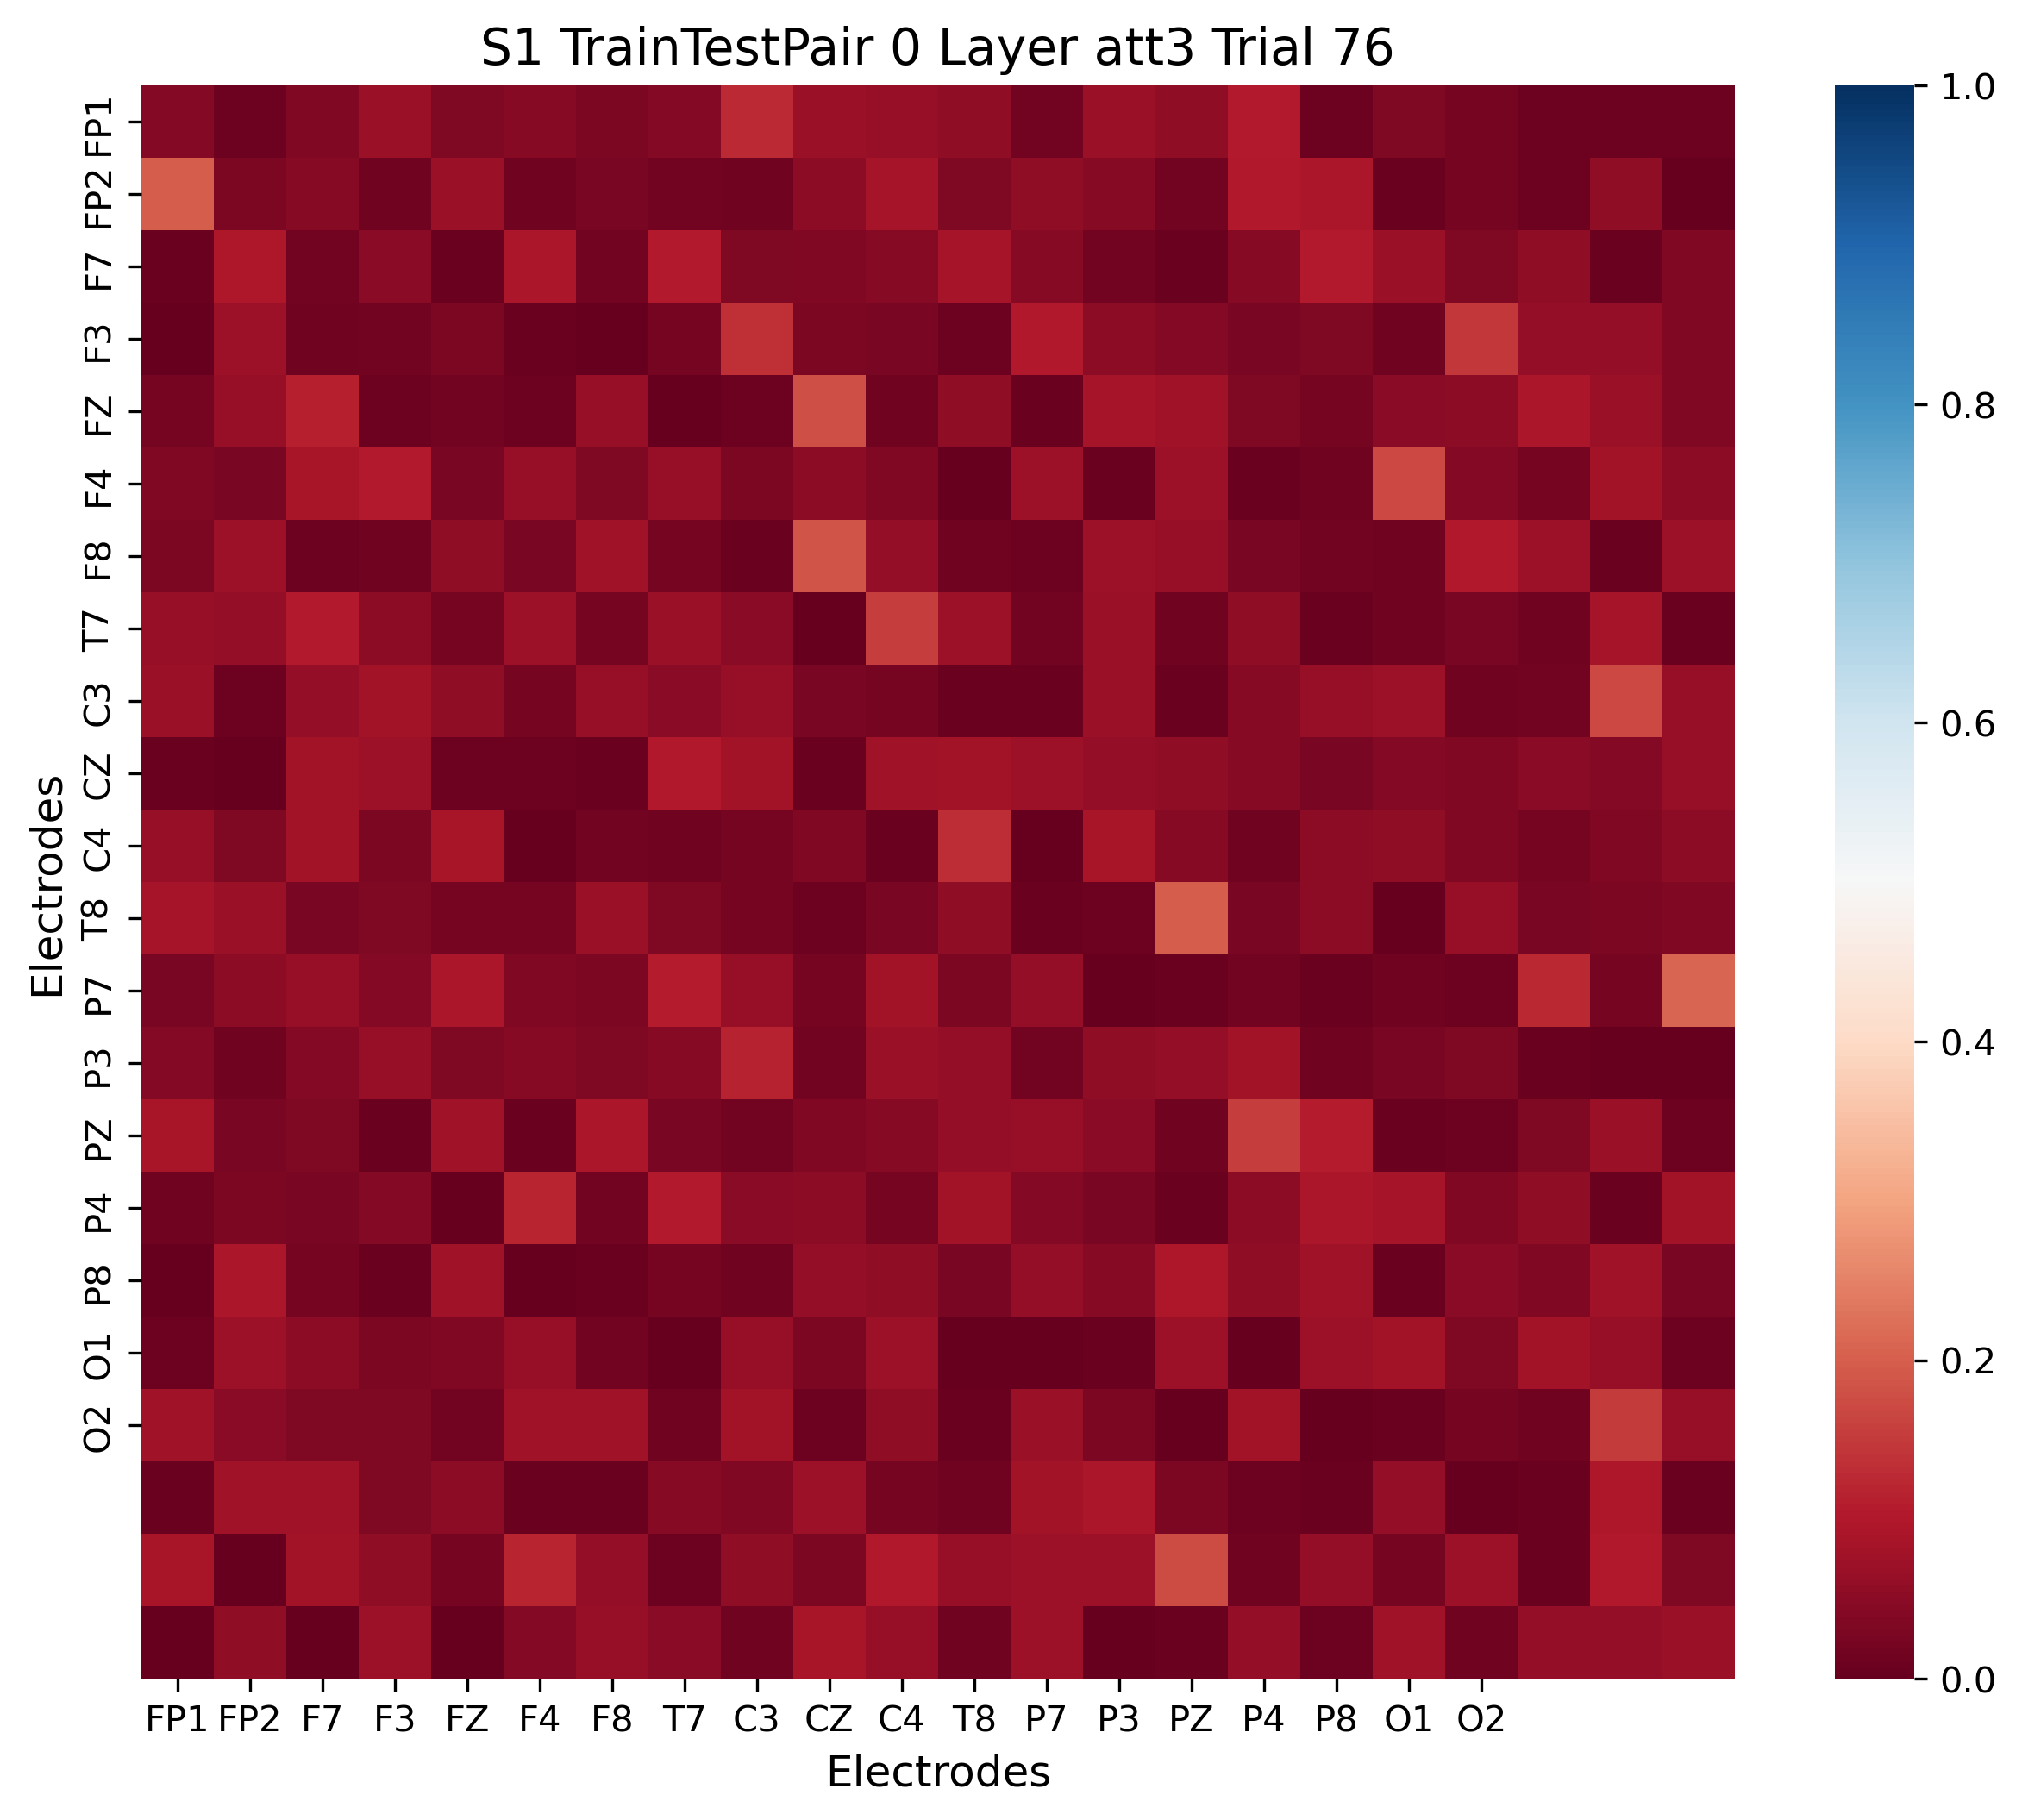 S1 TrainTestPair 0 Layer att3 Trial 76
FP1
FP2
F7
F3
FZ
F4
F8
T7
C3
CZ
C4
T8
P7
P3
PZ
P4
P8
O1
O2
Electrodes
FP1 FP2 F7 F3 FZ F4 F8 T7 C3 CZ C4 T8 P7 P3 PZ P4 P8 O1 O2
Electrodes
1.0
0.8
0.6
0.4
0.2
0.0